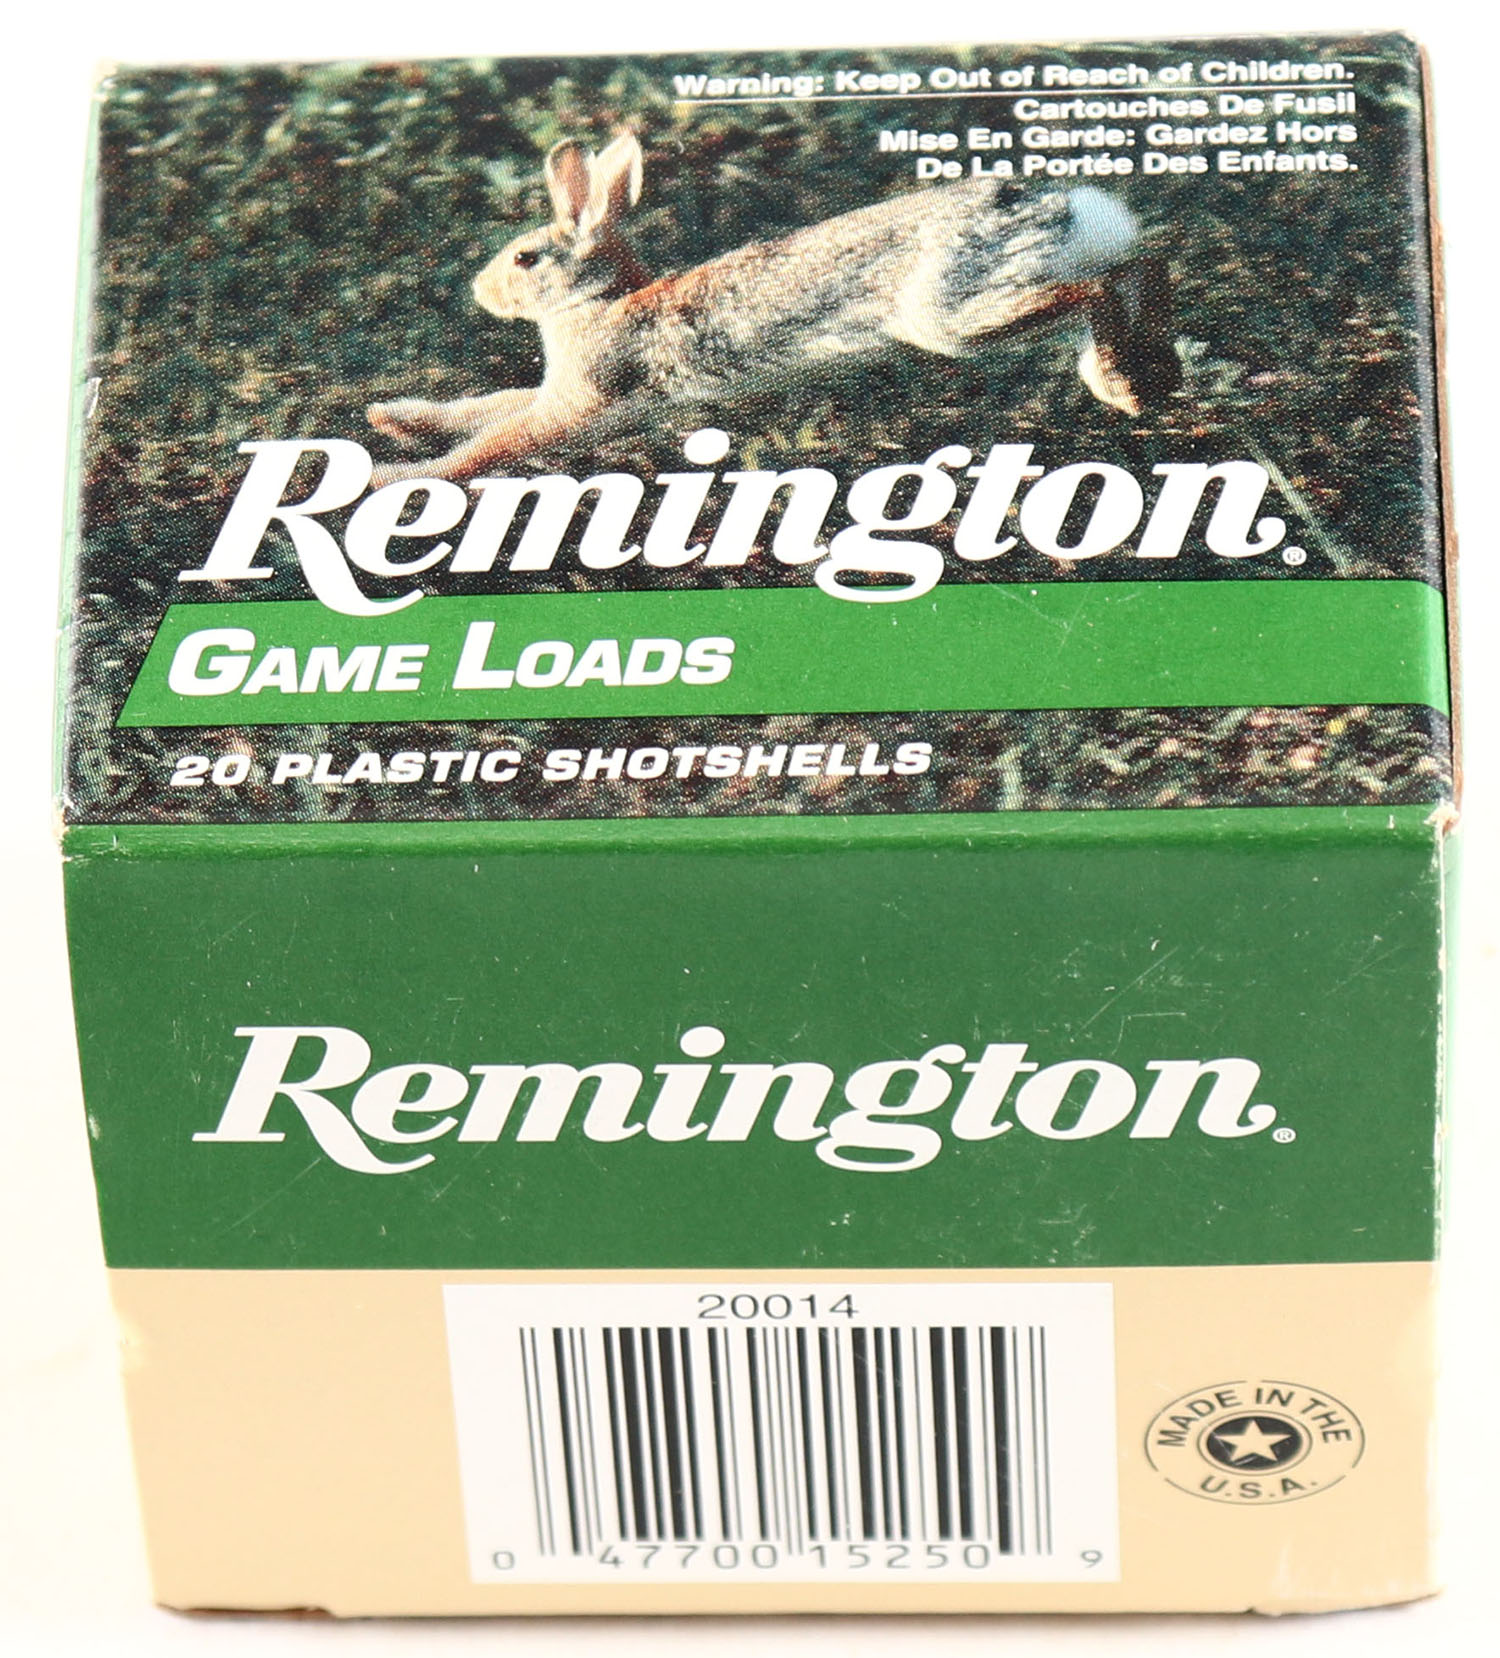 Warning: Keep Out of Reach of Children.
Cartouches De Fusil
Mise En Garde: Gardez Hors
De La Portée Des Enfants.
Remington®
GAME LOADS
20 PLASTIC SHOTSHELLS
Remington®
20014
0 47700 15250 9
MADE IN THE
U.S.A.